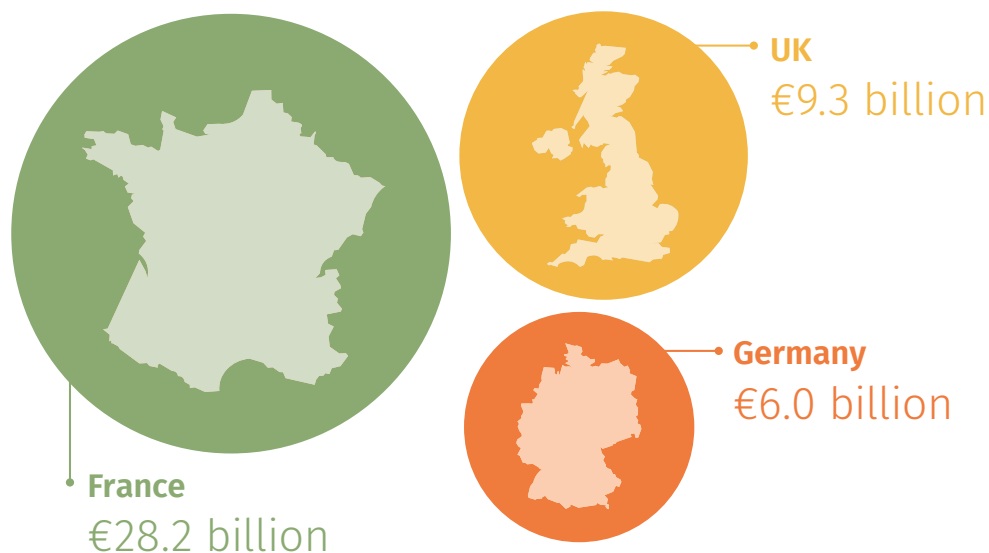 UK
€9.3 billion
Germany
€6.0 billion
France
€28.2 billion